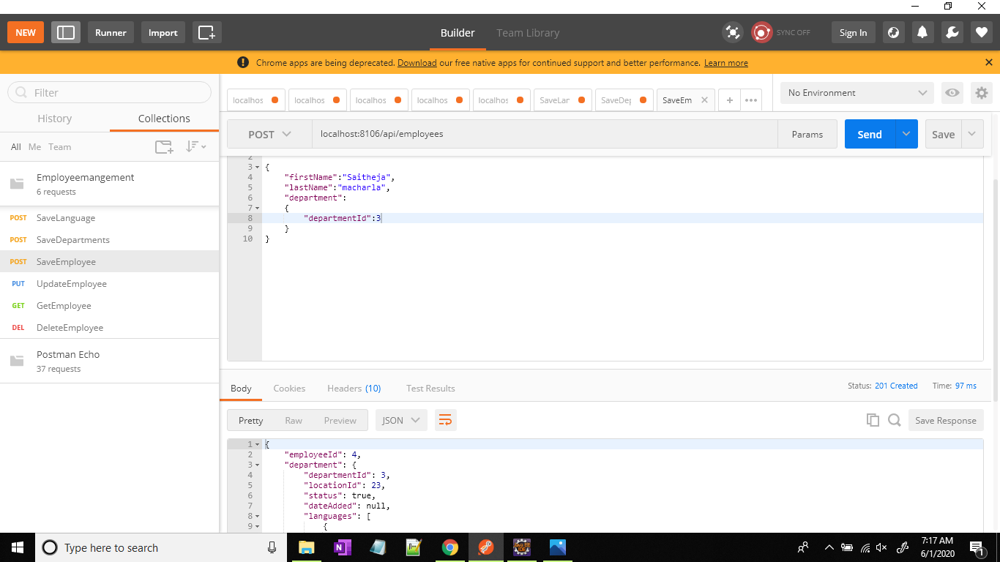 NEW Runner Import Builder Team Library SYNC OFF Sign In
Chrome apps are being deprecated. Download our free native apps for continued support and better performance. Learn more
Filter
History Collections
All Me Team
Employeemangement
6 requests
POST SaveLanguage
POST SaveDepartments
POST SaveEmployee
PUT UpdateEmployee
GET GetEmployee
DEL DeleteEmployee
Postman Echo
37 requests
localhos localhos localhos localhos localhos SaveLar SaveDep SaveEm
No Environment
POST localhost:8106/api/employees Params Send Save
2
3 {
4 "firstName":"Saitheja",
5 "lastName":"macharla",
6 "department":
7 {
8 "departmentId":3
9 }
10 }
Body Cookies Headers (10) Test Results Status: 201 Created Time: 97 ms
Pretty Raw Preview JSON Save Response
1 {
2 "employeeId": 4,
3 "department": {
4 "departmentId": 3,
5 "locationId": 23,
6 "status": true,
7 "dateAdded": null,
8 "languages": [
9 {
Type here to search
7:17 AM
6/1/2020
1